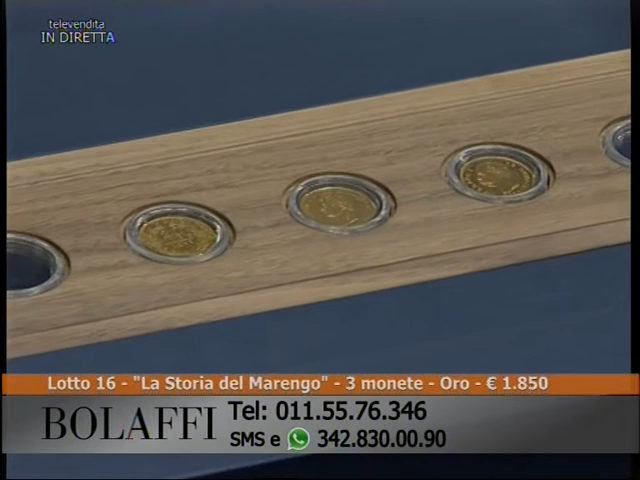 televendita
IN DIRETTA
Lotto 16 - "La Storia del Marengo" - 3 monete - Oro - € 1.850
BOLAFFI
Tel: 011.55.76.346
SMS e 342.830.00.90